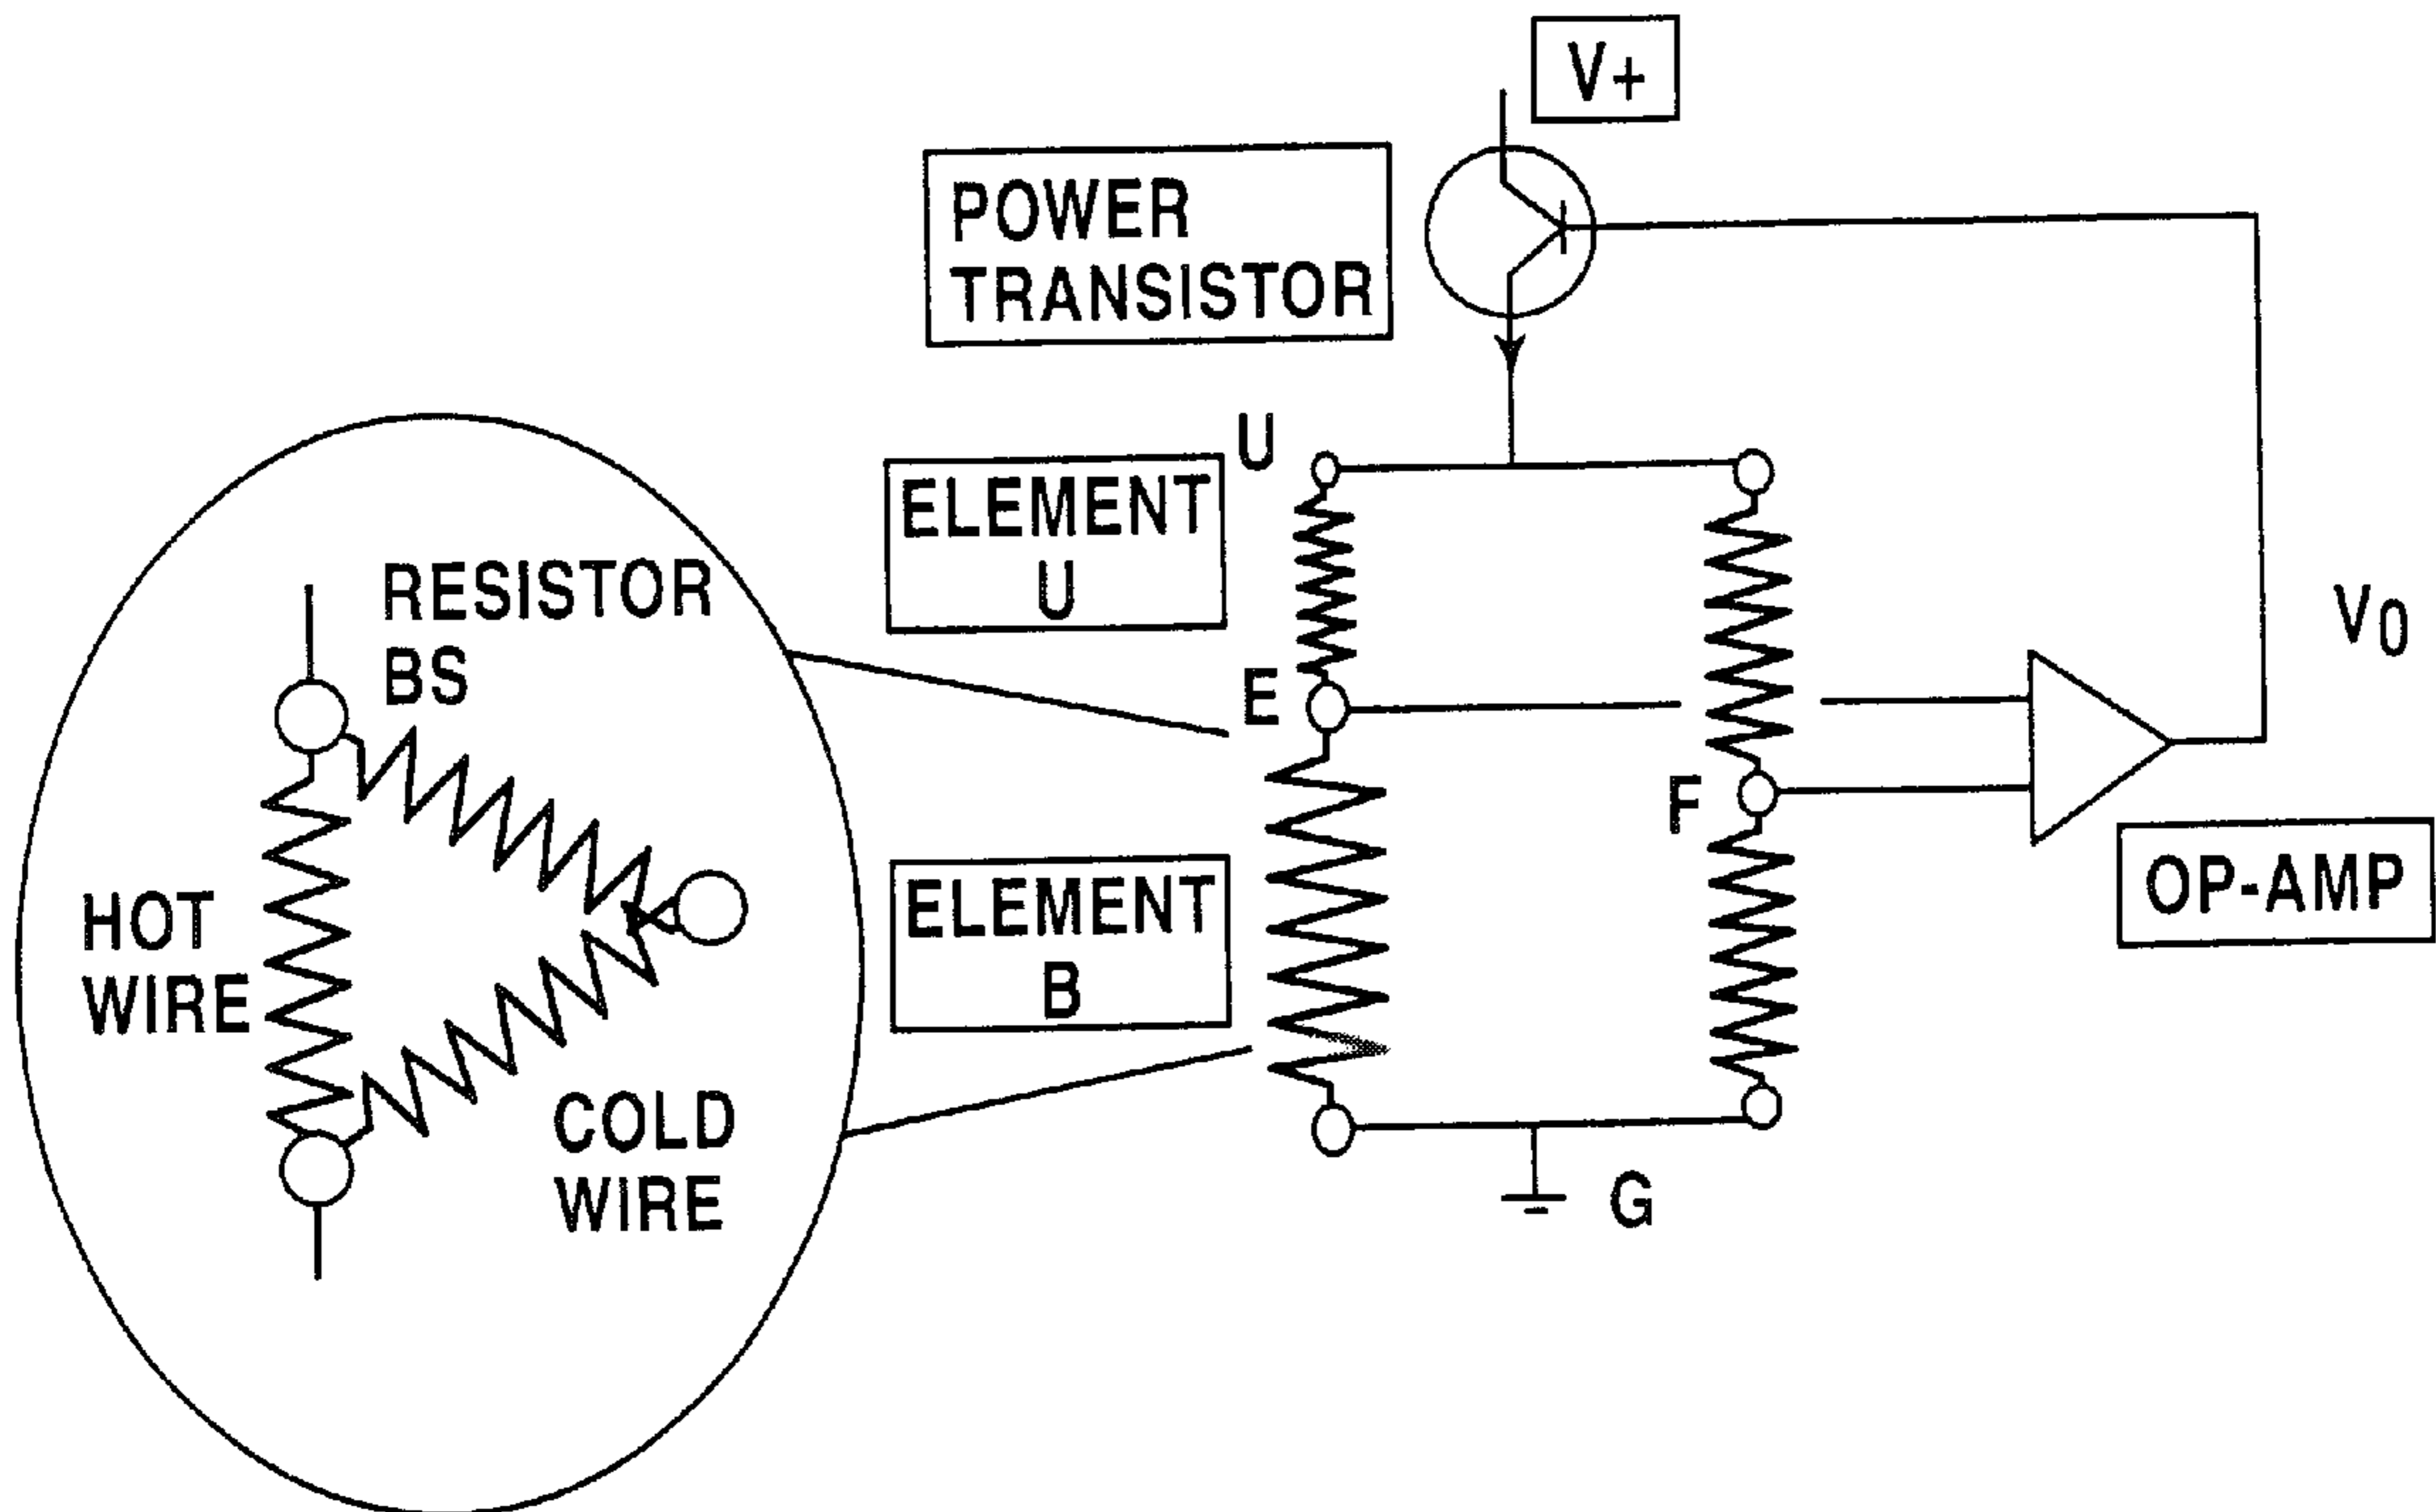 V+
POWER
TRANSISTOR
U
ELEMENT
U
RESISTOR
BS
V0
E
F
HOT
WIRE
ELEMENT
B
OP-AMP
COLD
WIRE
G